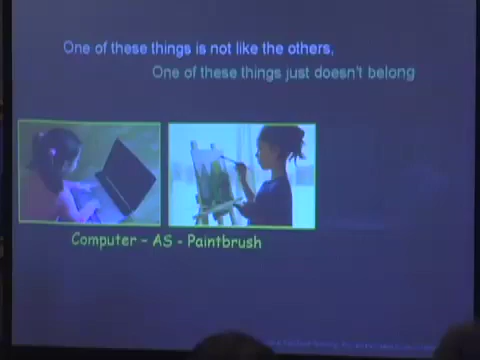 One of these things is not like the others,
One of these things just doesn't belong
Computer – AS - Paintbrush